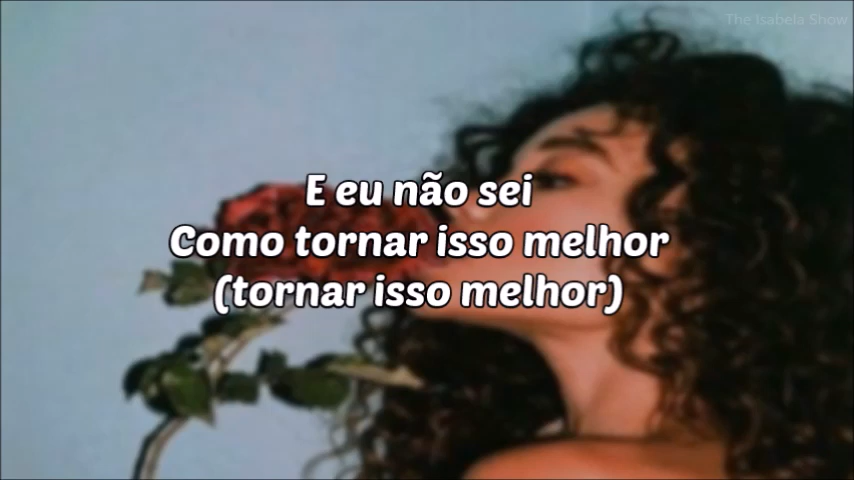 The Isabela Show
E eu não sei
Como tornar isso melhor
(tornar isso melhor)